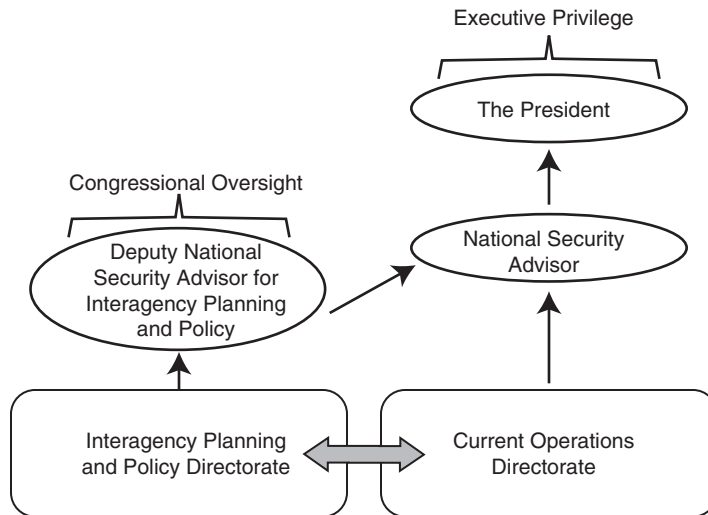 Executive Privilege
The President
Congressional Oversight
Deputy National
Security Advisor for
Interagency Planning
and Policy
National Security
Advisor
Interagency Planning
and Policy Directorate
Current Operations
Directorate